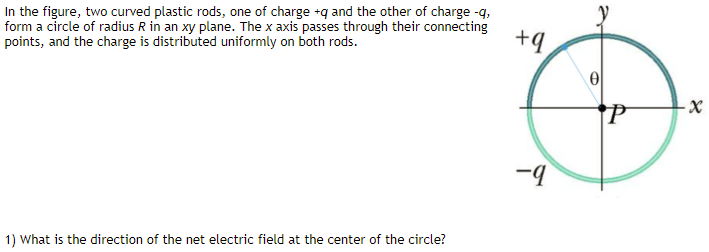 In the figure, two curved plastic rods, one of charge +q and the other of charge -q,
form a circle of radius R in an xy plane. The x axis passes through their connecting
points, and the charge is distributed uniformly on both rods.
y
+q
θ
P
x
-q
1) What is the direction of the net electric field at the center of the circle?